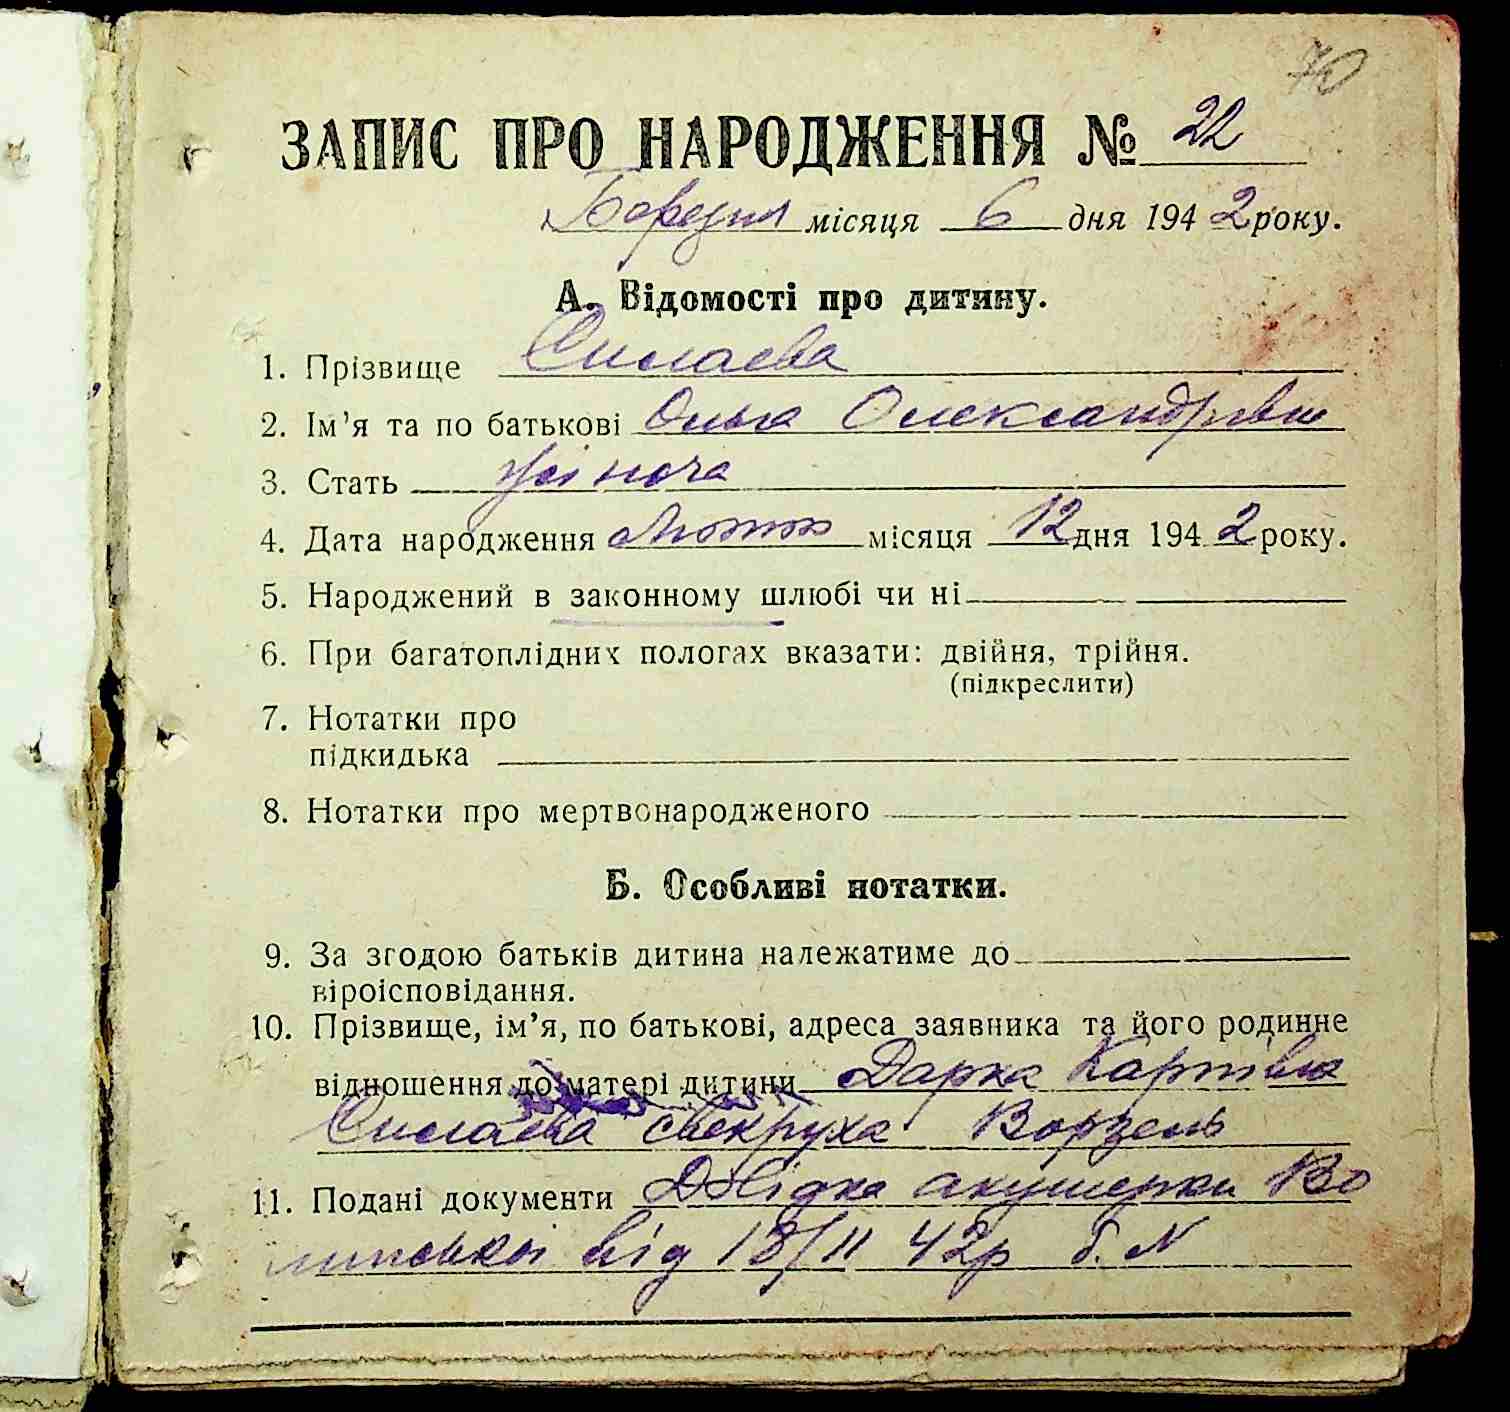 70
ЗАПИС ПРО НАРОДЖЕННЯ № 22
Березня місяця 6 дня 1942 року.
А. Відомості про дитину.
1. Прізвище Силаєва
2. Ім’я та по батькові Ольга Олександрівна
3. Стать жіноча
4. Дата народження Лютого місяця 12 дня 1942 року.
5. Народжений в законному шлюбі чи ні
6. При багатоплідних пологах вказати: двійня, трійня.
(підкреслити)
7. Нотатки про
підкидька
8. Нотатки про мертвонародженого
Б. Особливі нотатки.
9. За згодою батьків дитина належатиме до
віроісповідання.
10. Прізвище, ім’я, по батькові, адреса заявника та його родинне
відношення до матері дитини Дарка Карпівна
Силаєва свекруха Ворзель
11. Подані документи Довідка акушерки Во
линської від 18/II 42р б. N